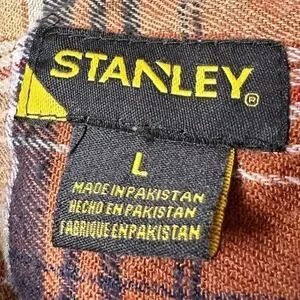 STANLEY®
L
MADE IN PAKISTAN
HECHO EN PAKISTAN
FABRIQUE EN PAKISTAN